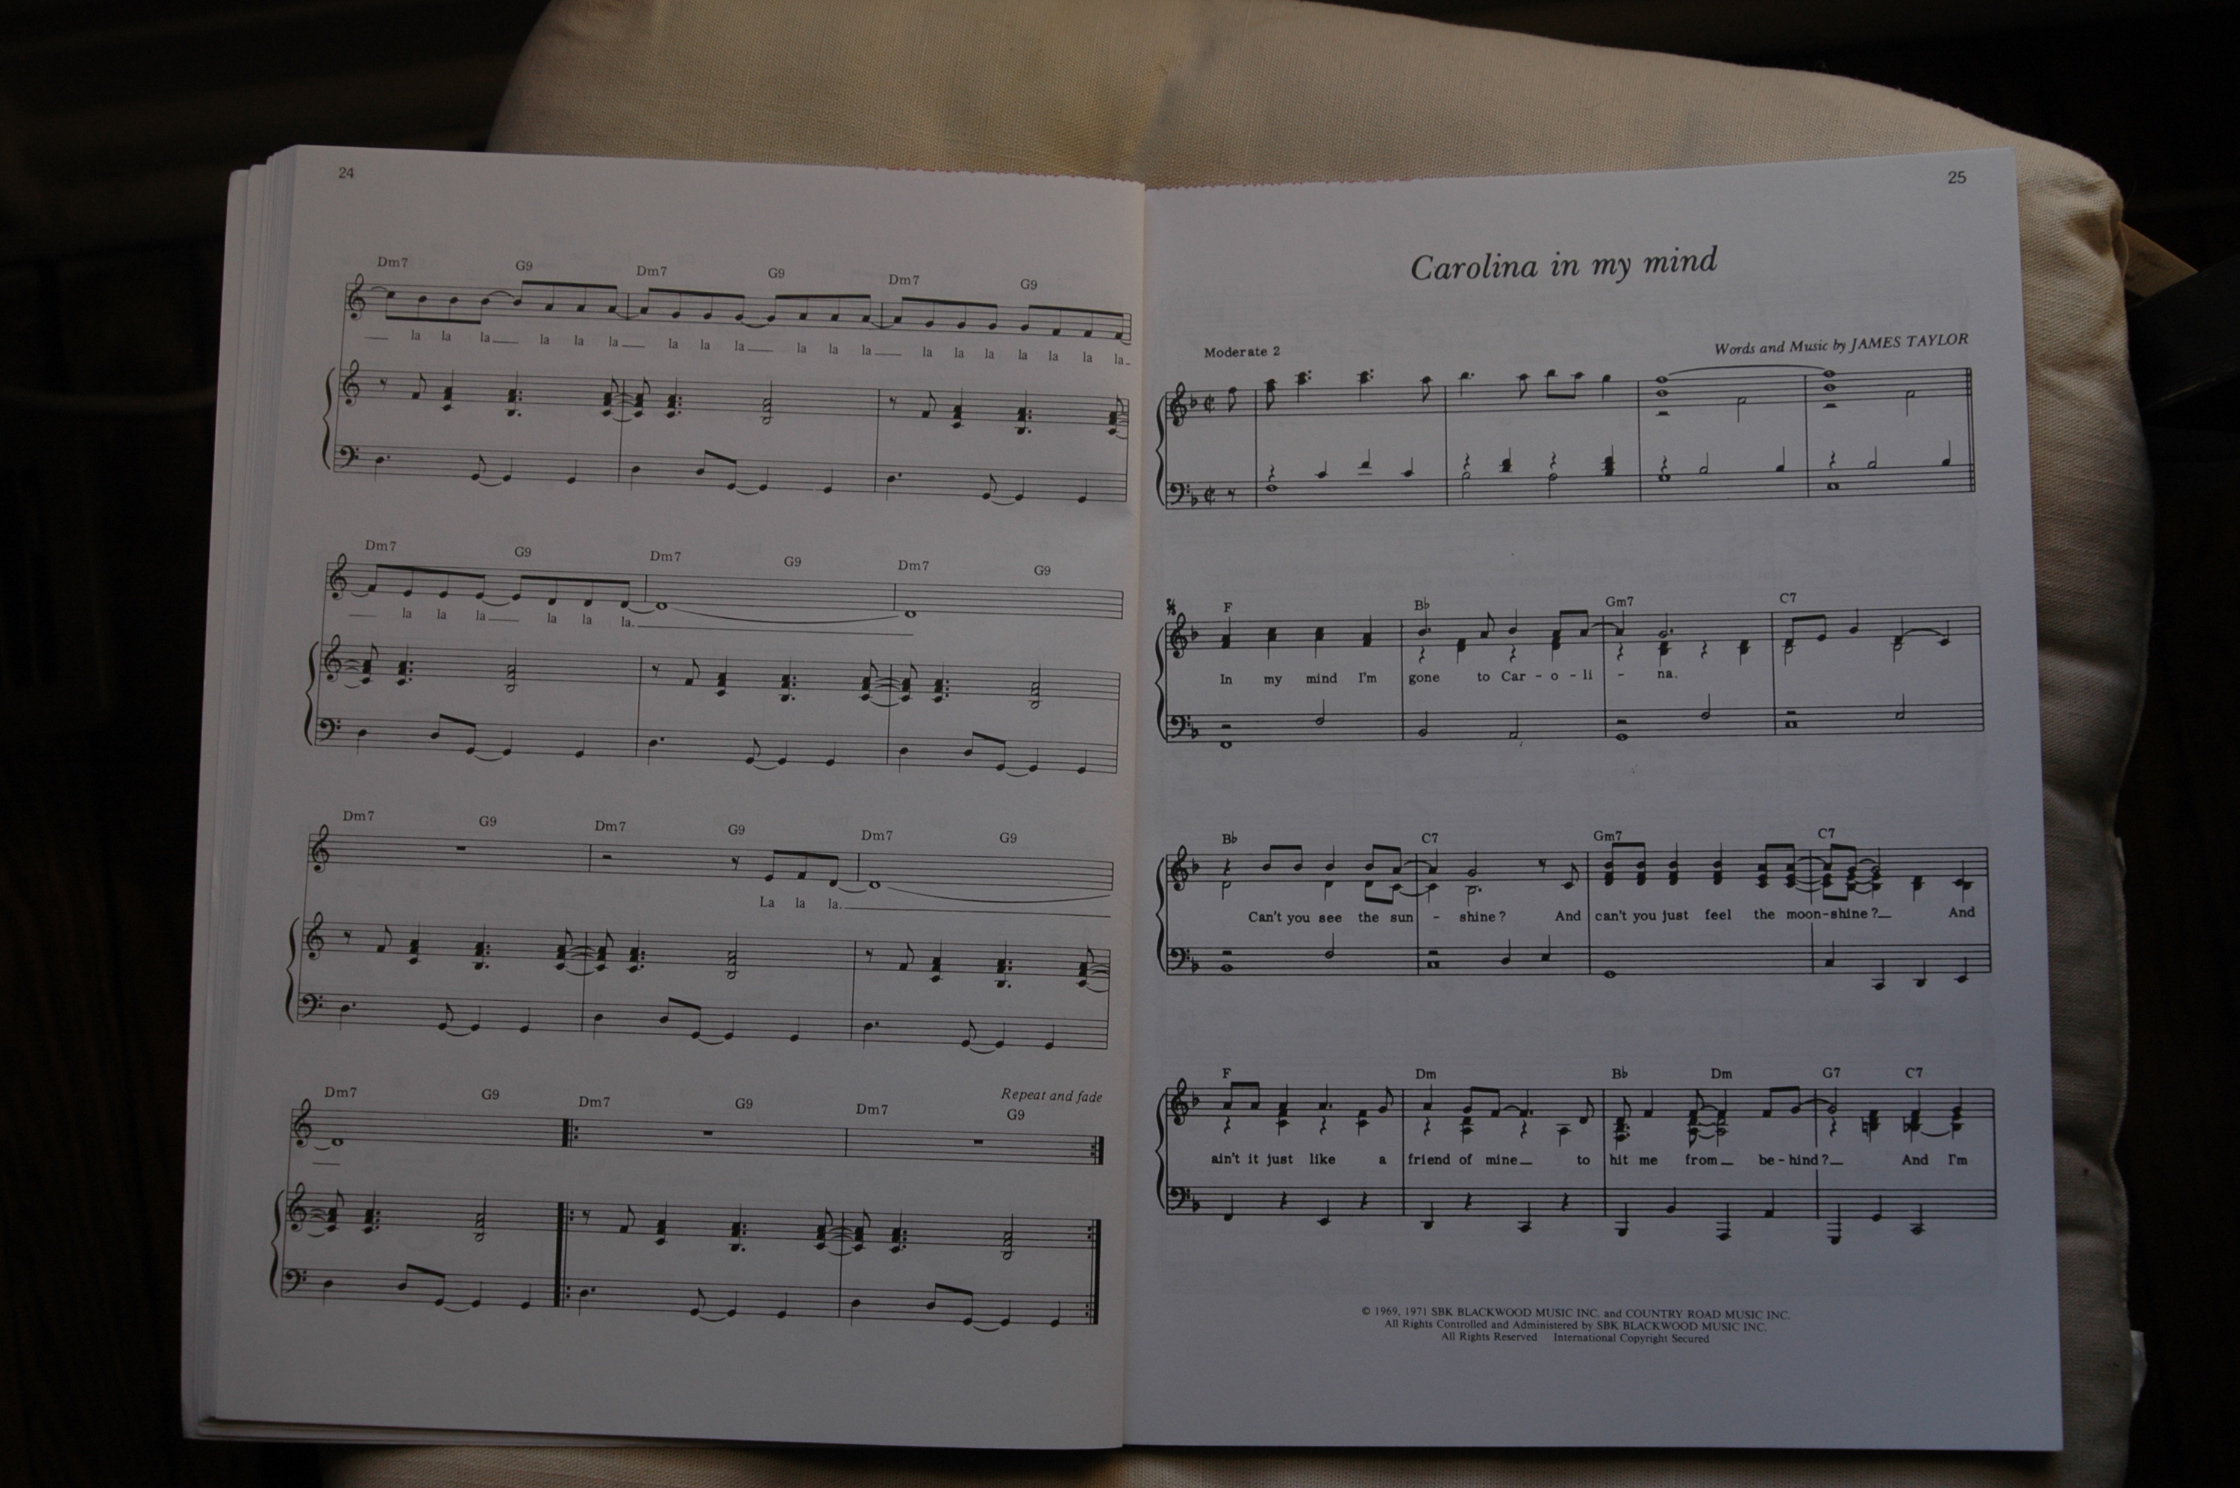 24
Dm7 G9 Dm7 G9 Dm7 G9
la la la la la la la la la la la la la la la la la la la
Dm7 G9 Dm7 G9 Dm7 G9
la la la la la la.
Dm7 G9 Dm7 G9 Dm7 G9
La la la.
Repeat and fade
Dm7 G9 Dm7 G9 Dm7 G9
25
Carolina in my mind
Words and Music by JAMES TAYLOR
Moderate 2
F B♭ Gm7 C7
In my mind I'm gone to Car - o - li - na.
B♭ C7 Gm7 C7
Can't you see the sun - shine? And can't you just feel the moon-shine? And
F Dm B♭ Dm G7 C7
ain't it just like a friend of mine to hit me from be - hind? And I'm
© 1969, 1971 SBK BLACKWOOD MUSIC INC. and COUNTRY ROAD MUSIC INC.
All Rights Controlled and Administered by SBK BLACKWOOD MUSIC INC.
All Rights Reserved International Copyright Secured